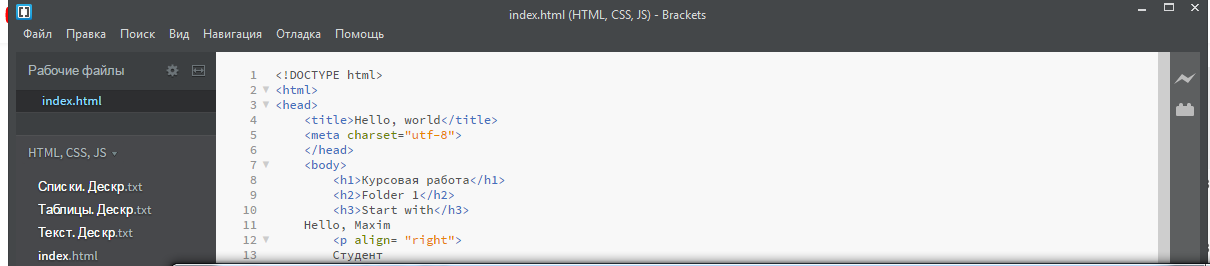 index.html (HTML, CSS, JS) - Brackets
Файл Правка Поиск Вид Навигация Отладка Помощь
Рабочие файлы
index.html
HTML, CSS, JS
Списки. Дескр.txt
Таблицы. Дескр.txt
Текст. Дескр.txt
index.html
1 <!DOCTYPE html>
2 <html>
3 <head>
4 <title>Hello, world</title>
5 <meta charset="utf-8">
6 </head>
7 <body>
8 <h1>Курсовая работа</h1>
9 <h2>Folder 1</h2>
10 <h3>Start with</h3>
11 Hello, Maxim
12 <p align= "right">
13 Студент